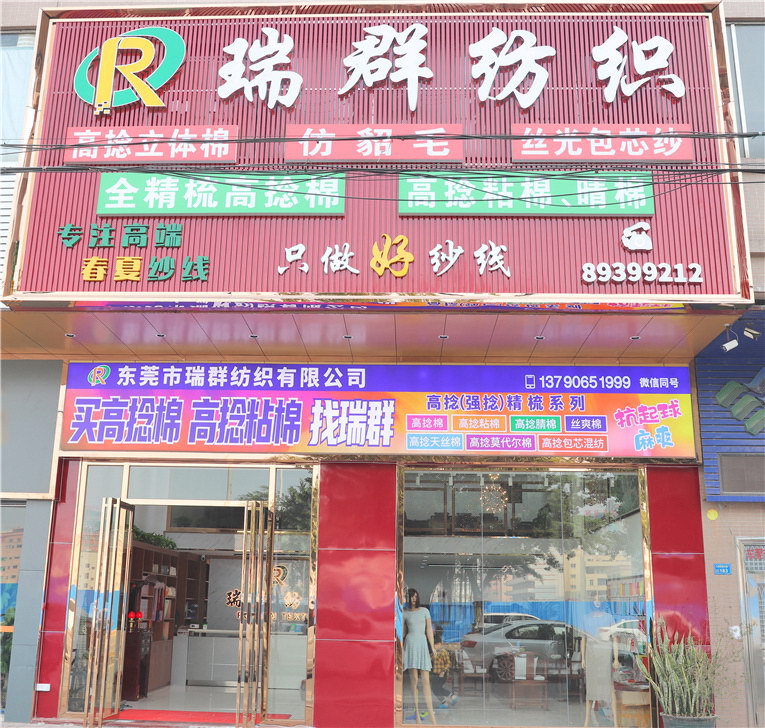 R 瑞群纺织
高捻立体棉 仿貂毛 丝光包芯纱
全精梳高捻棉 高捻粘棉、晴棉
专注高端
春夏纱线
只做好纱线
89399212
R 东莞市瑞群纺织有限公司 13790651999 微信同号
买高捻棉 高捻粘棉 找瑞群
高捻(强捻)精梳系列
高捻棉 高捻粘棉 高捻腈棉 丝爽棉
高捻天丝棉 高捻莫代尔棉 高捻包芯混纺
抗起球
麻爽
R
瑞群纺